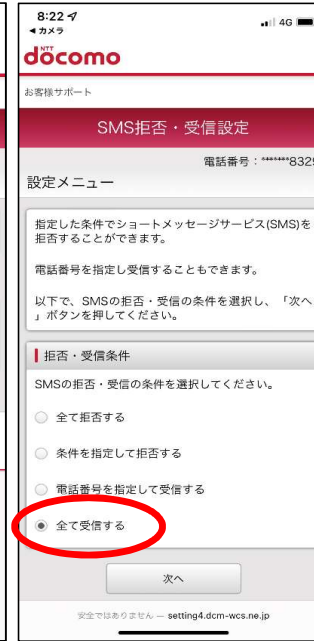 8:22
◀ カメラ
4G
NTT
döcomo
お客様サポート
SMS拒否・受信設定
電話番号：*******8329
設定メニュー
指定した条件でショートメッセージサービス(SMS)を
拒否することができます。
電話番号を指定し受信することもできます。
以下で、SMSの拒否・受信の条件を選択し、「次へ
」ボタンを押してください。
拒否・受信条件
SMSの拒否・受信の条件を選択してください。
全て拒否する
条件を指定して拒否する
電話番号を指定して受信する
全て受信する
次へ
安全ではありません — setting4.dcm-wcs.ne.jp